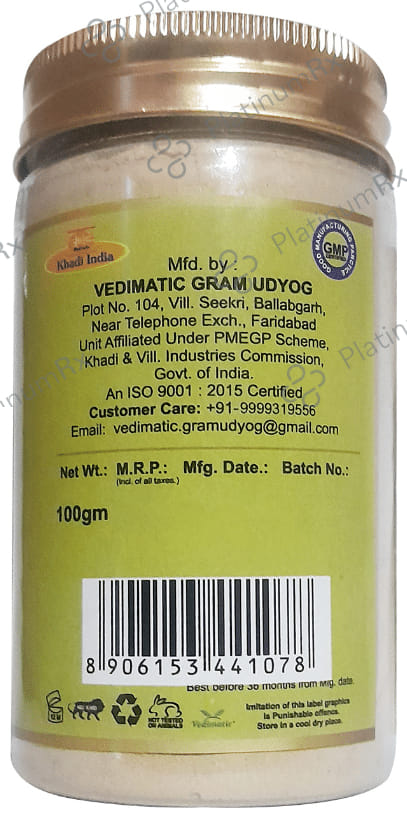 Khadi India
GOOD MANUFACTURING PRACTICE
GMP
Mfd. by :
VEDIMATIC GRAM UDYOG
Plot No. 104, Vill. Seekri, Ballabgarh,
Near Telephone Exch., Faridabad
Unit Affiliated Under PMEGP Scheme,
Khadi & Vill. Industries Commission,
Govt. of India.
An ISO 9001 : 2015 Certified
Customer Care: +91-9999319556
Email: vedimatic.gramudyog@gmail.com
Net Wt.: M.R.P.: Mfg. Date.: Batch No.:
(Incl. of all taxes.)
100gm
8 906153 441078
Best before 36 months from Mfg. date.
Imitation of this label graphics
is Punishable offence.
Store in a cool dry place.
NOT TESTED
ON ANIMALS
Vedimatic
PlatinumRx